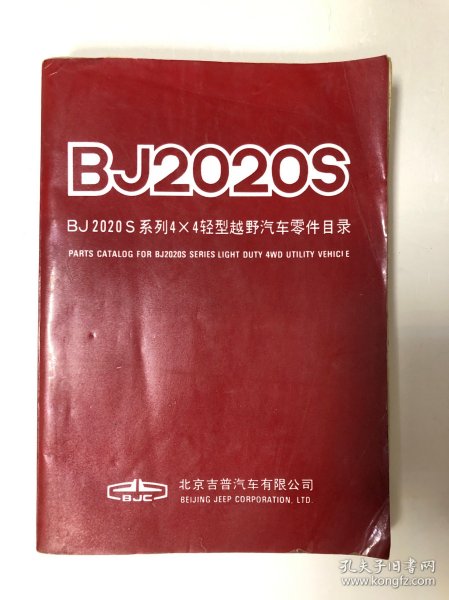 BJ2020S
BJ2020S系列4×4轻型越野汽车零件目录
PARTS CATALOG FOR BJ2020S SERIES LIGHT DUTY 4WD UTILITY VEHICLE
BJC
北京吉普汽车有限公司
BEIJING JEEP CORPORATION, LTD.
孔夫子旧书网
www.kongfz.com